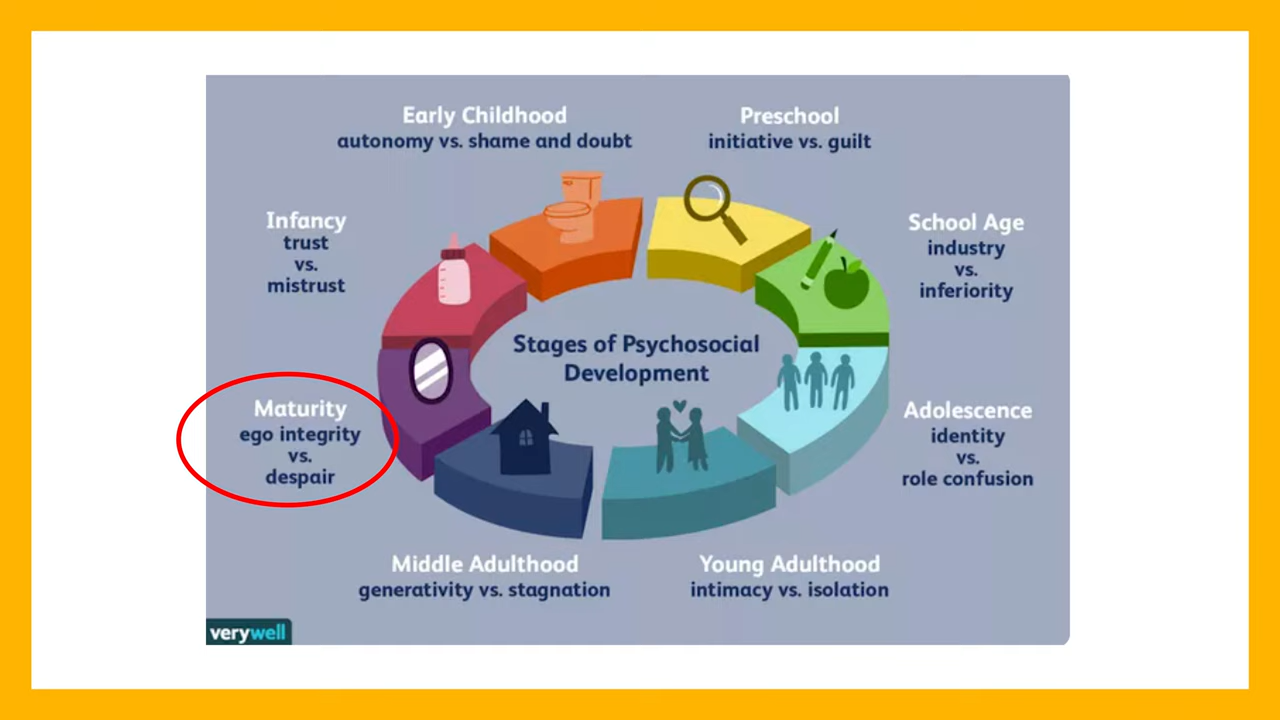 Early Childhood
autonomy vs. shame and doubt
Preschool
initiative vs. guilt
Infancy
trust
vs.
mistrust
School Age
industry
vs.
inferiority
Stages of Psychosocial
Development
Maturity
ego integrity
vs.
despair
Adolescence
identity
vs.
role confusion
Middle Adulthood
generativity vs. stagnation
Young Adulthood
intimacy vs. isolation
verywell